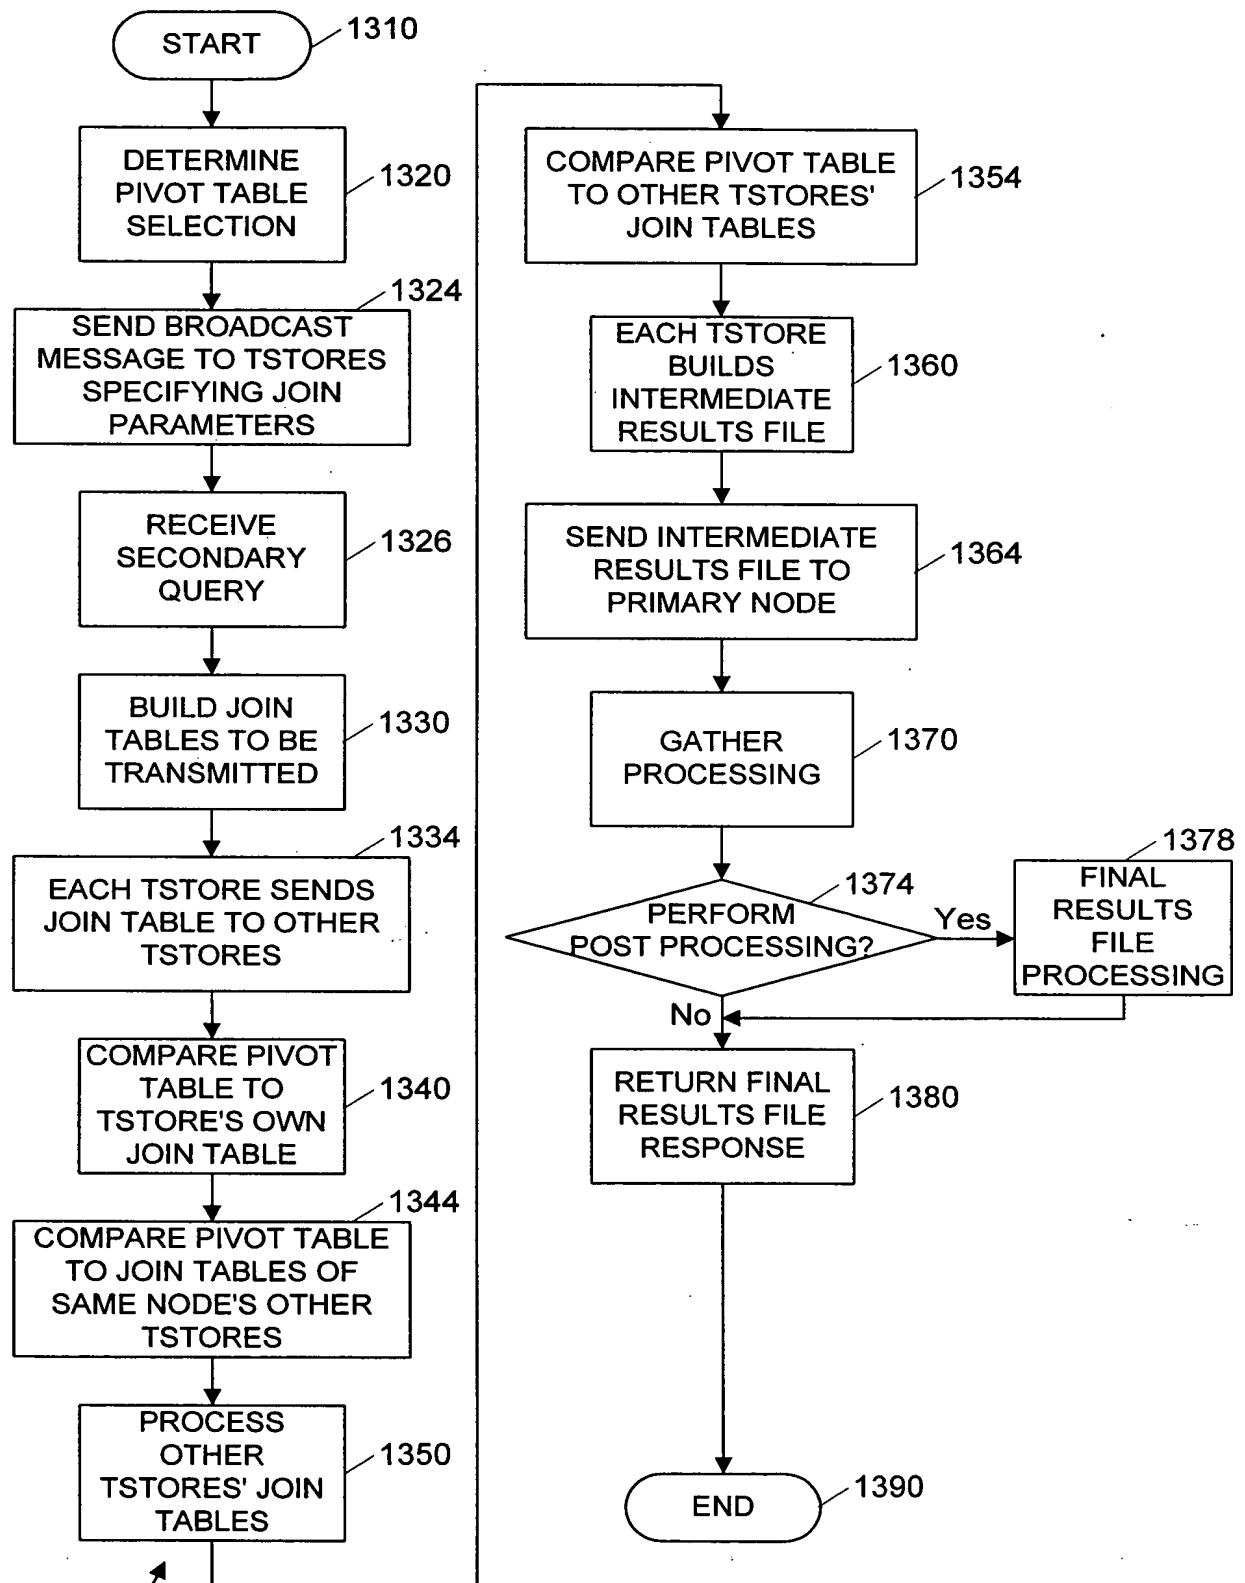 START
1310
DETERMINE
PIVOT TABLE
SELECTION
1320
1324
SEND BROADCAST
MESSAGE TO TSTORES
SPECIFYING JOIN
PARAMETERS
RECEIVE
SECONDARY
QUERY
1326
BUILD JOIN
TABLES TO BE
TRANSMITTED
1330
1334
EACH TSTORE SENDS
JOIN TABLE TO OTHER
TSTORES
COMPARE PIVOT
TABLE TO
TSTORE'S OWN
JOIN TABLE
1340
1344
COMPARE PIVOT TABLE
TO JOIN TABLES OF
SAME NODE'S OTHER
TSTORES
PROCESS
OTHER
TSTORES' JOIN
TABLES
1350
COMPARE PIVOT TABLE
TO OTHER TSTORES'
JOIN TABLES
1354
EACH TSTORE
BUILDS
INTERMEDIATE
RESULTS FILE
1360
SEND INTERMEDIATE
RESULTS FILE TO
PRIMARY NODE
1364
GATHER
PROCESSING
1370
1374
PERFORM
POST PROCESSING?
Yes
No
1378
FINAL
RESULTS
FILE
PROCESSING
RETURN FINAL
RESULTS FILE
RESPONSE
1380
END
1390